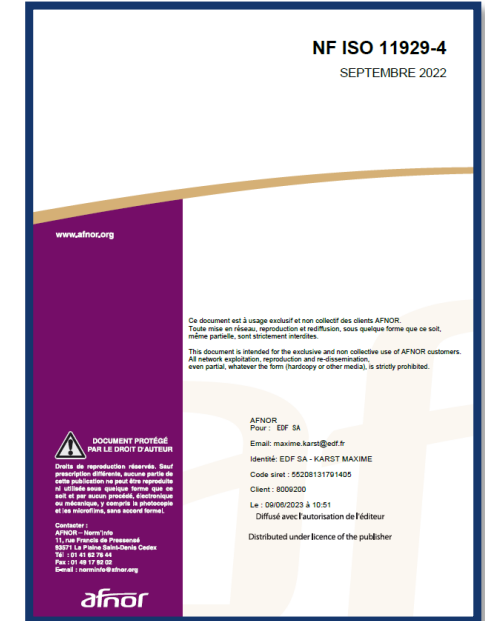 NF ISO 11929-4
SEPTEMBRE 2022
www.afnor.org
Ce document est à usage exclusif et non collectif des clients AFNOR.
Toute mise en réseau, reproduction et rediffusion, sous quelque forme que ce soit,
même partielle, sont strictement interdites.
This document is intended for the exclusive and non collective use of AFNOR customers.
All network exploitation, reproduction and re-dissemination,
even partial, whatever the form (hardcopy or other media), is strictly prohibited.
DOCUMENT PROTÉGÉ
PAR LE DROIT D'AUTEUR
Droits de reproduction réservés. Sauf
prescription différente, aucune partie de
cette publication ne peut être reproduite
ni utilisée sous quelque forme que ce
soit et par aucun procédé, électronique
ou mécanique, y compris la photocopie
et les microfilms, sans accord formel.
Contacter :
AFNOR – Norm'Info
11, rue Francis de Pressensé
93571 La Plaine Saint-Denis Cedex
Tél : 01 41 62 76 44
Fax : 01 49 17 92 02
E-mail : norminfo@afnor.org
afnor
AFNOR
Pour : EDF SA
Email: maxime.karst@edf.fr
Identité: EDF SA - KARST MAXIME
Code siret : 55208131791405
Client : 8009200
Le : 09/06/2023 à 10:51
Diffusé avec l'autorisation de l'éditeur
Distributed under licence of the publisher